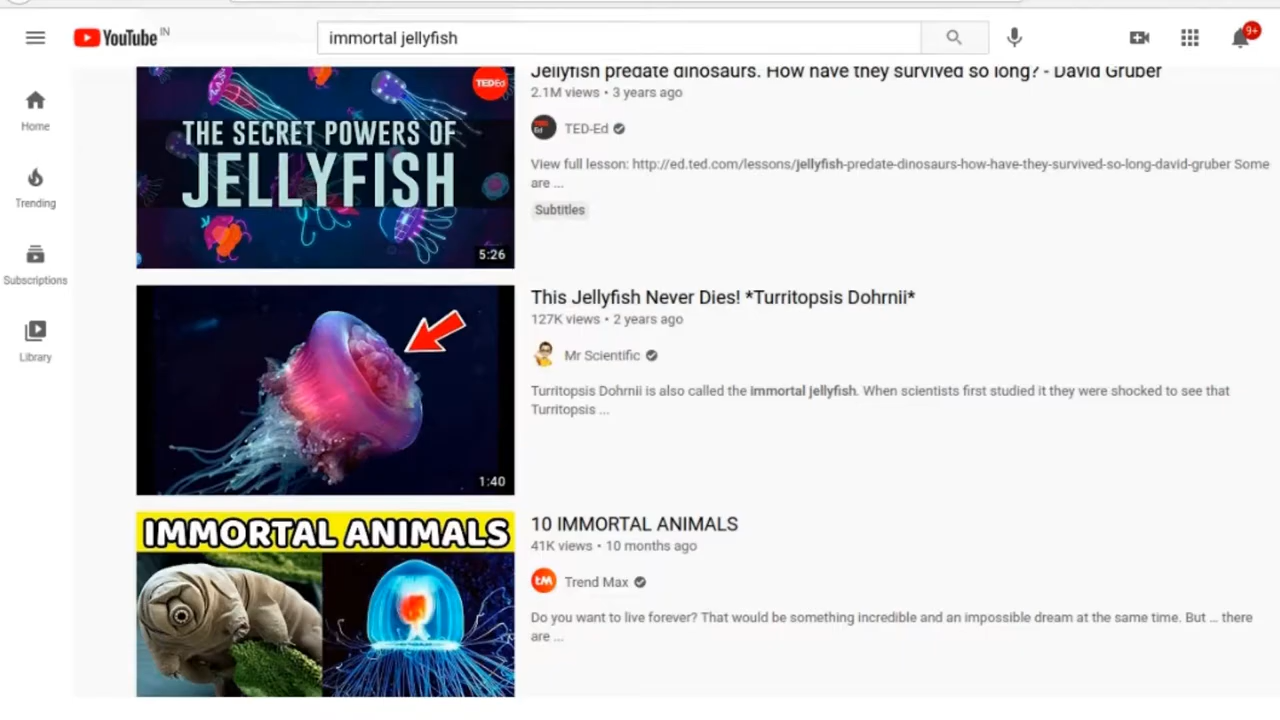 YouTube IN
immortal jellyfish
9+
Home
Trending
Subscriptions
Library
TEDEd
THE SECRET POWERS OF
JELLYFISH
5:26
Jellyfish predate dinosaurs. How have they survived so long? - David Gruber
2.1M views • 3 years ago
TED Ed
TED-Ed
View full lesson: http://ed.ted.com/lessons/jellyfish-predate-dinosaurs-how-have-they-survived-so-long-david-gruber Some
are ...
Subtitles
1:40
This Jellyfish Never Dies! *Turritopsis Dohrnii*
127K views • 2 years ago
Mr Scientific
Turritopsis Dohrnii is also called the immortal jellyfish. When scientists first studied it they were shocked to see that
Turritopsis ...
IMMORTAL ANIMALS
10 IMMORTAL ANIMALS
41K views • 10 months ago
tM
Trend Max
Do you want to live forever? That would be something incredible and an impossible dream at the same time. But ... there
are ...